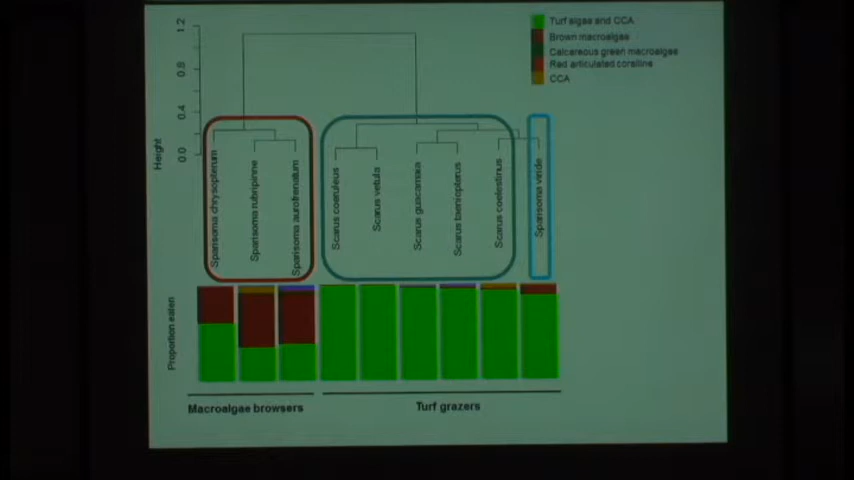 Turf algae and CCA
Brown macroalgae
Calcareous green macroalgae
Red articulated coralline
CCA
Height
0.0 0.4 0.8 1.2
Sparisoma chrysopterum
Sparisoma rubripinne
Sparisoma aurofrenatum
Scarus coeruleus
Scarus vetula
Scarus guacamaia
Scarus taeniopterus
Scarus coelestinus
Sparisoma viride
Proportion eaten
Macroalgae browsers
Turf grazers